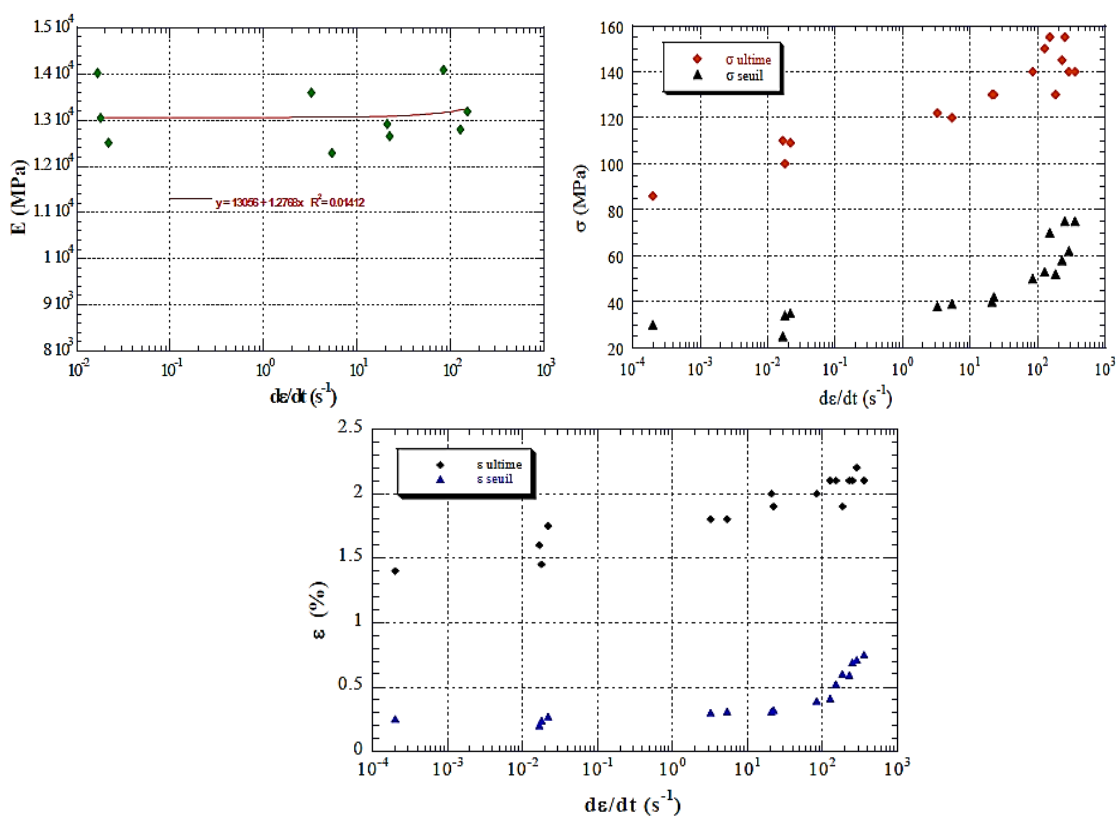 1.5 10⁴
1.4 10⁴
1.3 10⁴
1.2 10⁴
1.1 10⁴
1 10⁴
9 10³
8 10³
E (MPa)
y = 13056 + 1.2768x R² = 0.01412
10⁻² 10⁻¹ 10⁰ 10¹ 10² 10³
dε/dt (s⁻¹)
160
140
120
100
80
60
40
20
σ (MPa)
σ ultime
σ seuil
10⁻⁴ 10⁻³ 10⁻² 10⁻¹ 10⁰ 10¹ 10² 10³
dε/dt (s⁻¹)
2.5
2
1.5
1
0.5
0
ε (%)
ε ultime
ε seuil
10⁻⁴ 10⁻³ 10⁻² 10⁻¹ 10⁰ 10¹ 10² 10³
dε/dt (s⁻¹)